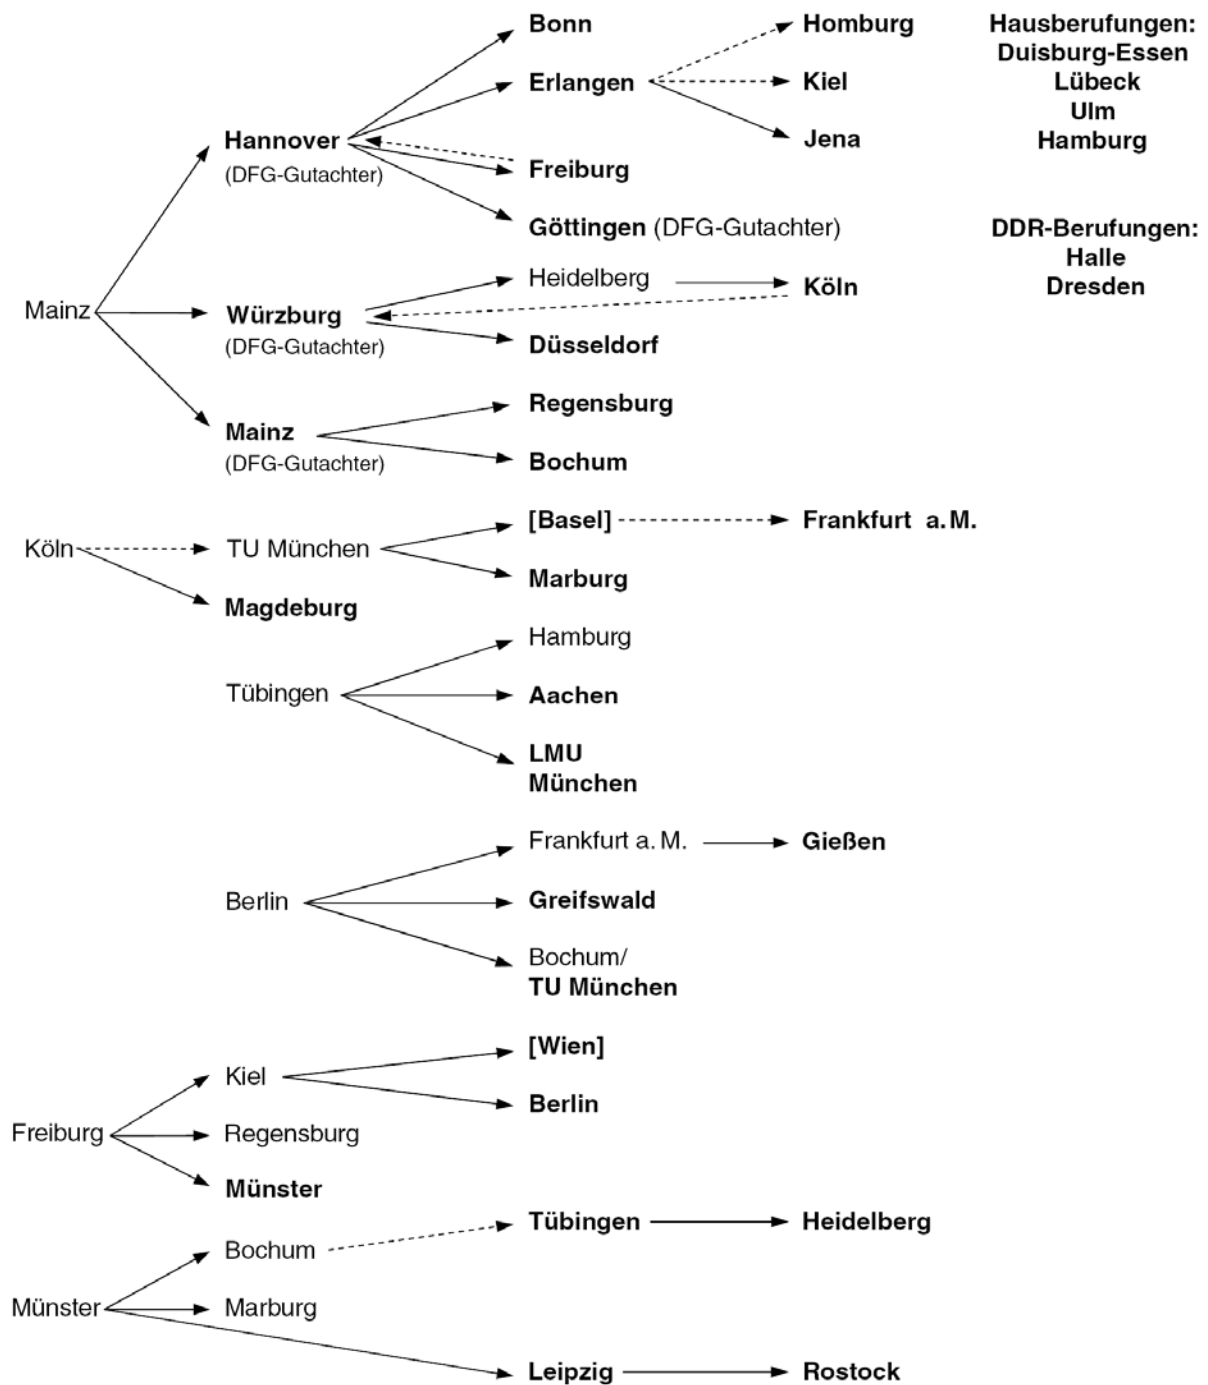 Bonn
Homburg
Hausberufungen:
Duisburg-Essen
Erlangen
Kiel
Lübeck
Ulm
Hannover
Jena
Hamburg
(DFG-Gutachter)
Freiburg
Göttingen (DFG-Gutachter)
DDR-Berufungen:
Halle
Heidelberg
Köln
Dresden
Mainz
Würzburg
(DFG-Gutachter)
Düsseldorf
Regensburg
Mainz
(DFG-Gutachter)
Bochum
[Basel]
Frankfurt a.M.
Köln
TU München
Marburg
Magdeburg
Hamburg
Tübingen
Aachen
LMU
München
Frankfurt a.M.
Gießen
Berlin
Greifswald
Bochum/
TU München
[Wien]
Kiel
Berlin
Freiburg
Regensburg
Münster
Tübingen
Heidelberg
Bochum
Münster
Marburg
Leipzig
Rostock